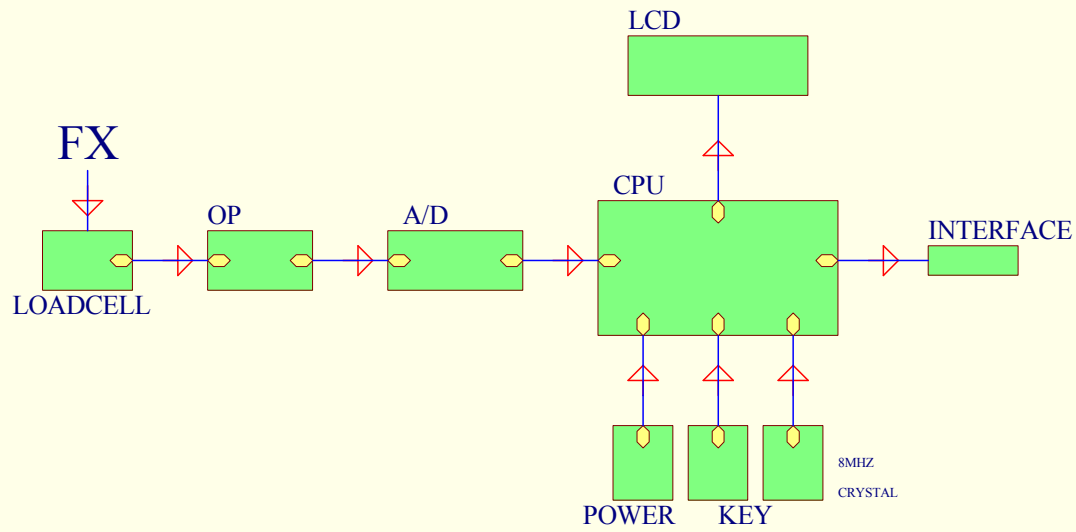 LCD
FX
CPU
OP
A/D
INTERFACE
LOADCELL
8MHZ
CRYSTAL
POWER
KEY